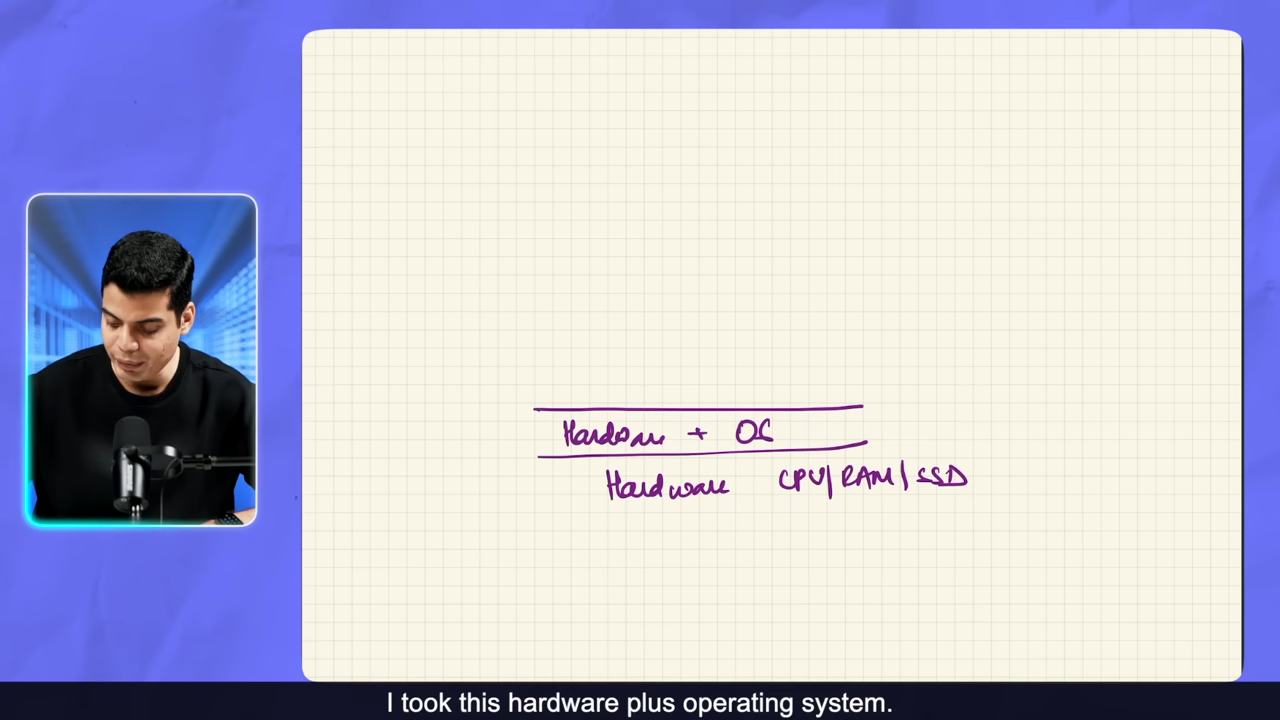 Hardware + OS
Hardware CPU/RAM/SSD
I took this hardware plus operating system.